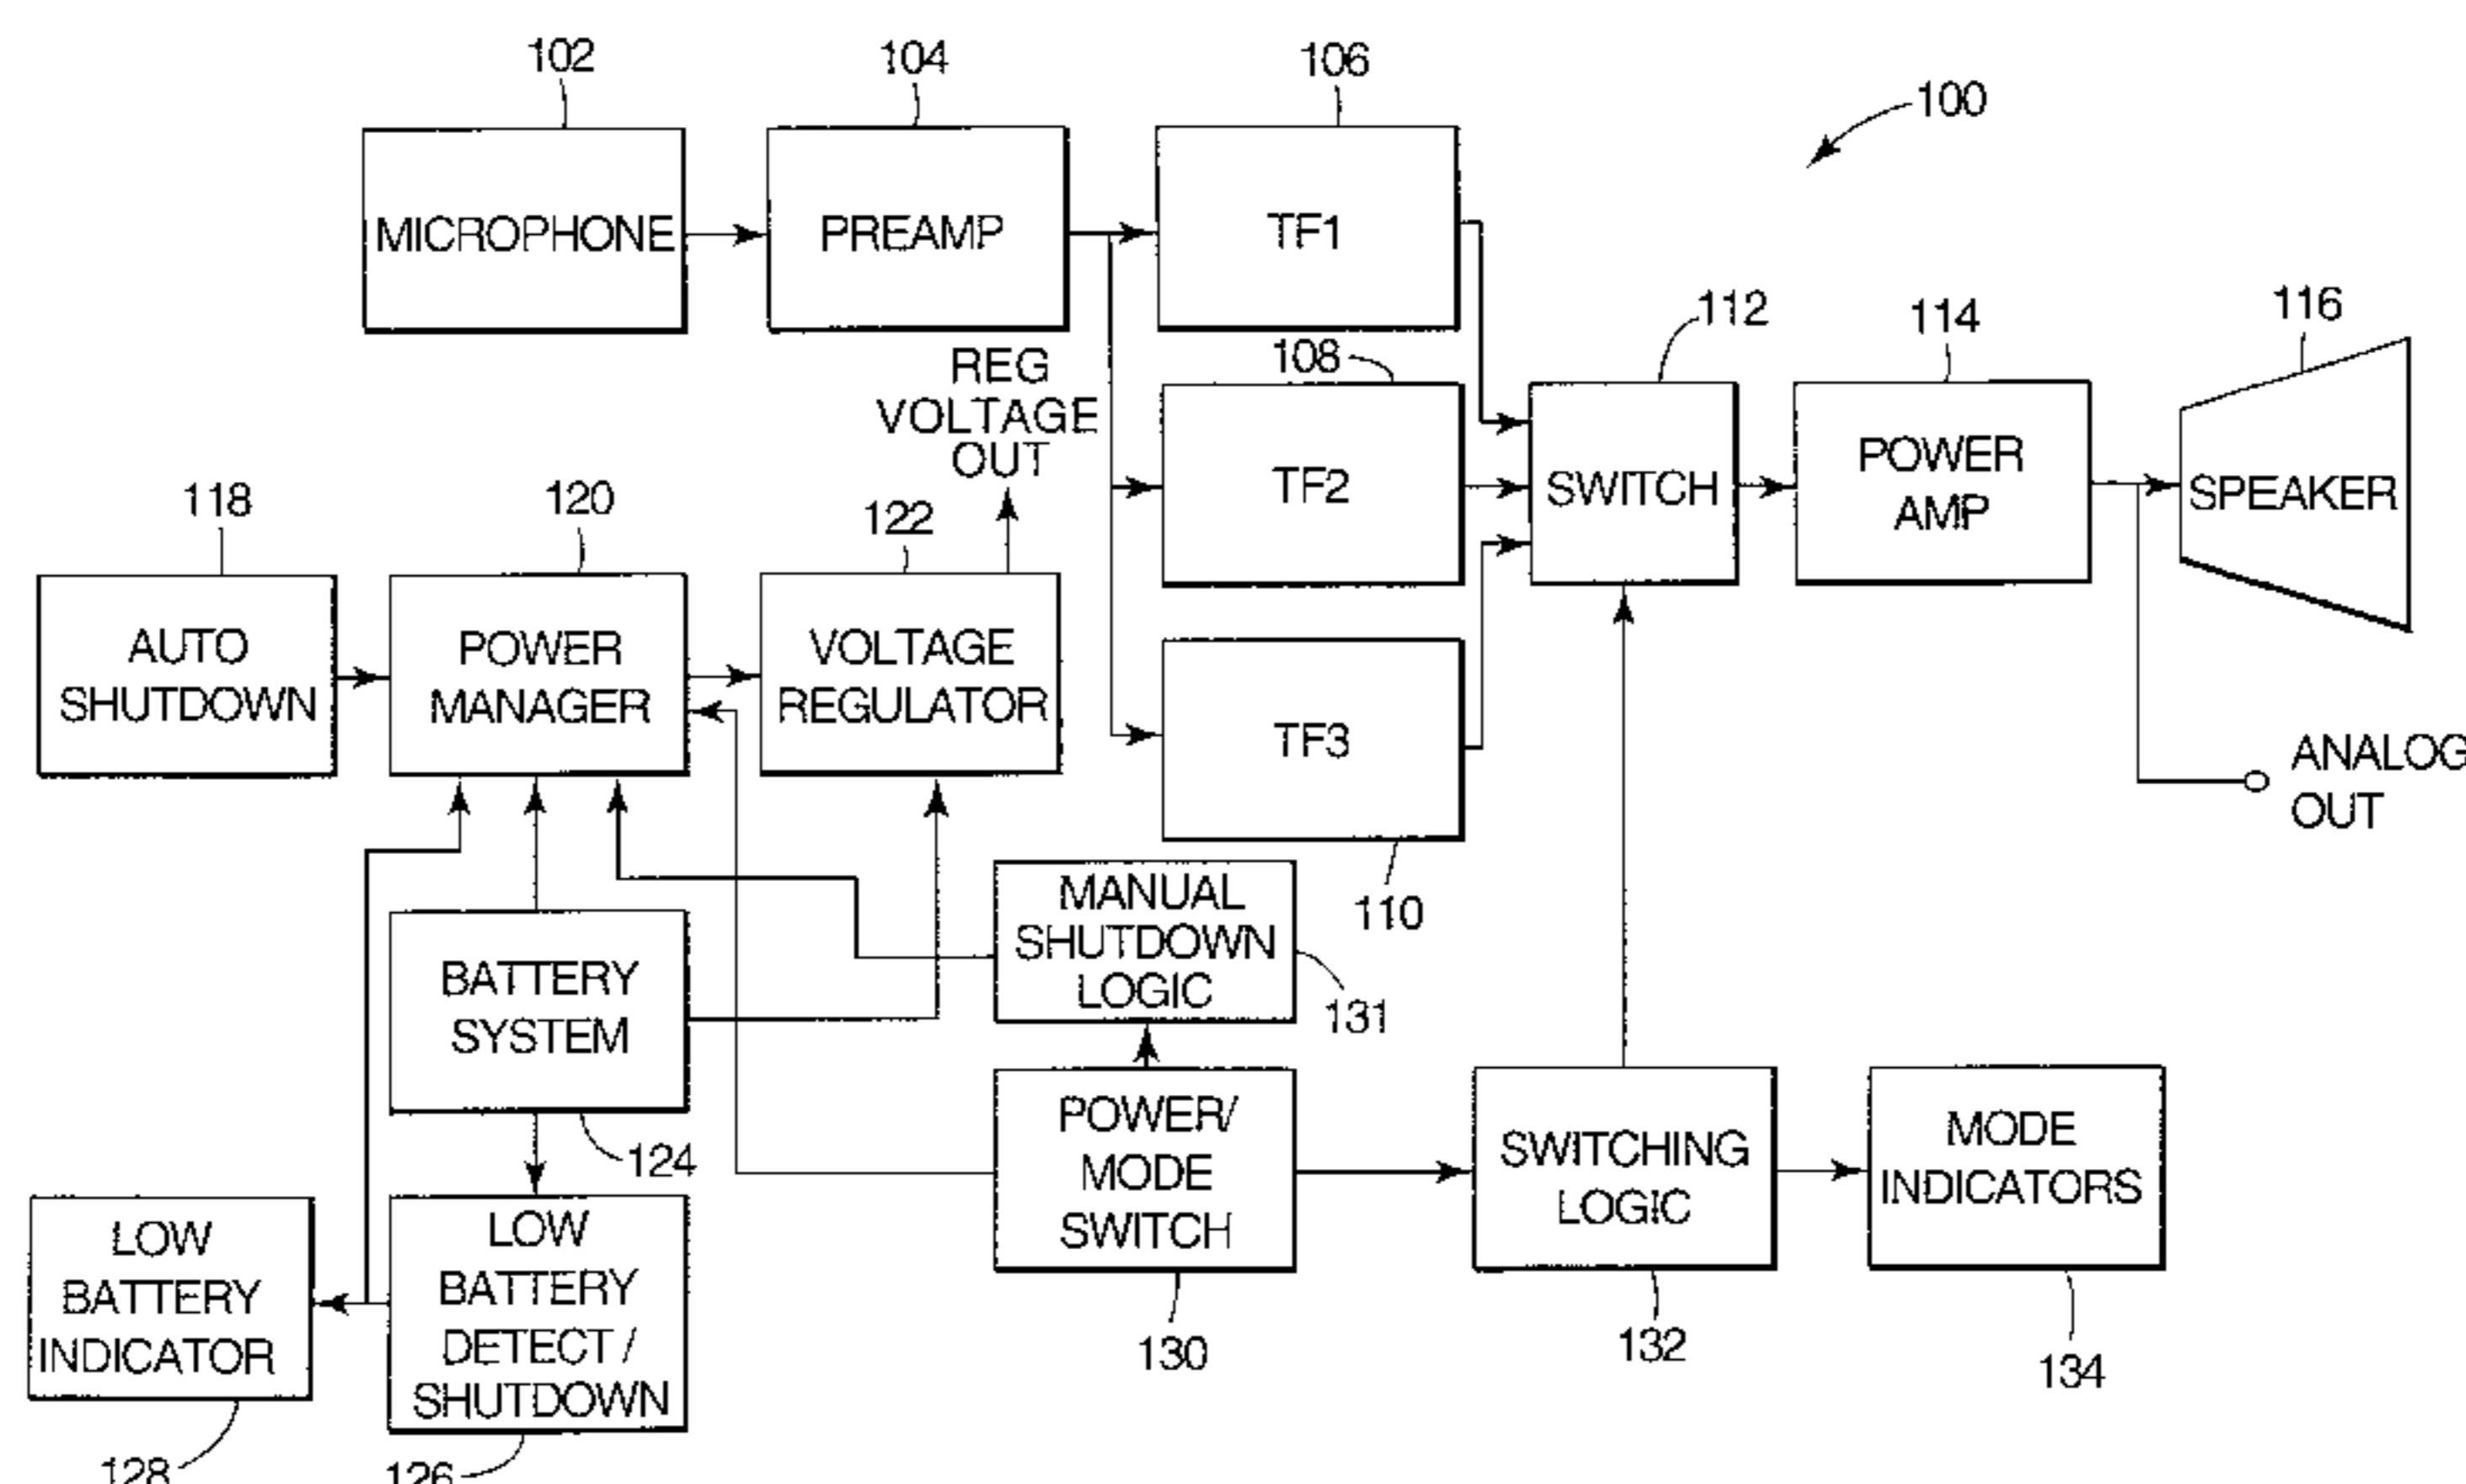 102
104
106
100
MICROPHONE
PREAMP
TF1
112
114
116
108
REG
VOLTAGE
OUT
TF2
SWITCH
POWER
AMP
SPEAKER
118
120
122
AUTO
SHUTDOWN
POWER
MANAGER
VOLTAGE
REGULATOR
TF3
ANALOG
OUT
110
MANUAL
SHUTDOWN
LOGIC
131
BATTERY
SYSTEM
124
POWER/
MODE
SWITCH
SWITCHING
LOGIC
MODE
INDICATORS
LOW
BATTERY
INDICATOR
LOW
BATTERY
DETECT /
SHUTDOWN
130
132
134
128
126